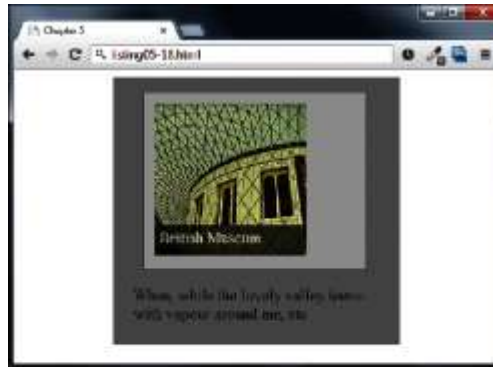 Chapter 5
listing05-18.html
British Museum
When, while the lovely valley teems
with vapour around me, etc